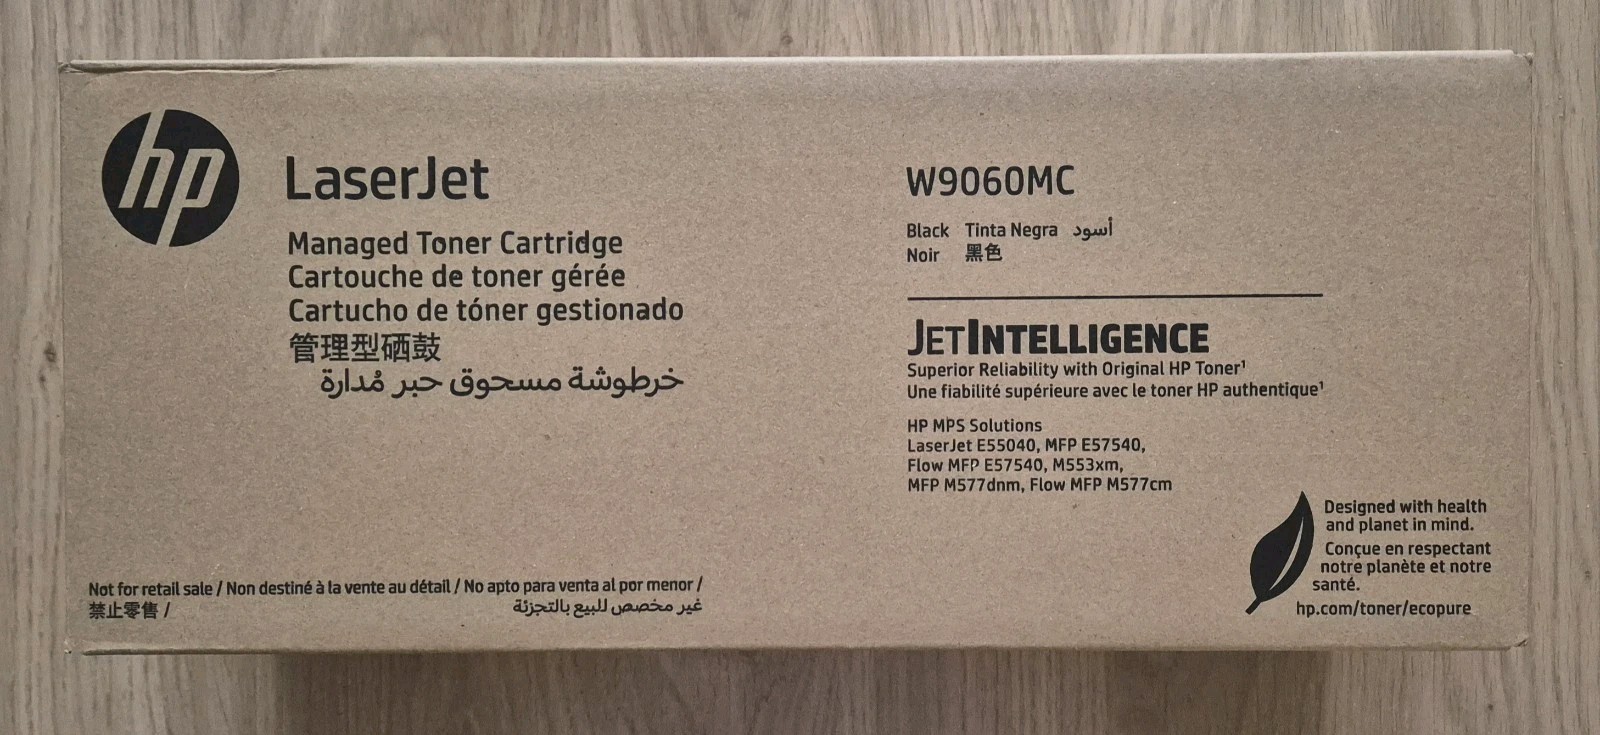 hp
LaserJet
Managed Toner Cartridge
Cartouche de toner gérée
Cartucho de tóner gestionado
管理型硒鼓
خرطوشة مسحوق حبر مُدارة
Not for retail sale / Non destiné à la vente au détail / No apto para venta al por menor /
禁止零售 / غير مخصص للبيع بالتجزئة
W9060MC
Black Tinta Negra أسود
Noir 黑色
JETINTELLIGENCE
Superior Reliability with Original HP Toner¹
Une fiabilité supérieure avec le toner HP authentique¹
HP MPS Solutions
LaserJet E55040, MFP E57540,
Flow MFP E57540, M553xm,
MFP M577dnm, Flow MFP M577cm
Designed with health
and planet in mind.
Conçue en respectant
notre planète et notre
santé.
hp.com/toner/ecopure